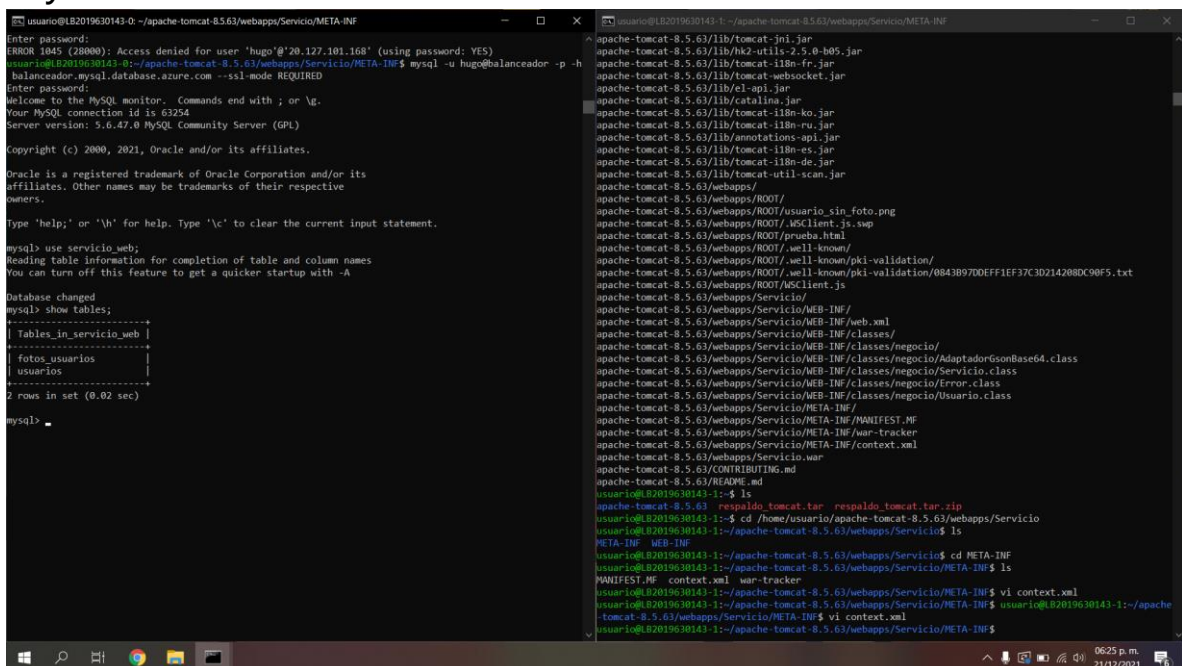 usuario@LB2019630143-0: ~/apache-tomcat-8.5.63/webapps/Servicio/META-INF
Enter password:
ERROR 1045 (28000): Access denied for user 'hugo'@'20.127.101.168' (using password: YES)
usuario@LB2019630143-0:~/apache-tomcat-8.5.63/webapps/Servicio/META-INF$ mysql -u hugo@balanceador -p -h
balanceador.mysql.database.azure.com --ssl-mode REQUIRED
Enter password:
Welcome to the MySQL monitor.  Commands end with ; or \g.
Your MySQL connection id is 63254
Server version: 5.6.47.0 MySQL Community Server (GPL)
Copyright (c) 2000, 2021, Oracle and/or its affiliates.
Oracle is a registered trademark of Oracle Corporation and/or its
affiliates. Other names may be trademarks of their respective
owners.
Type 'help;' or '\h' for help. Type '\c' to clear the current input statement.
mysql> use servicio_web;
Reading table information for completion of table and column names
You can turn off this feature to get a quicker startup with -A
Database changed
mysql> show tables;
+------------------------+
| Tables_in_servicio_web |
+------------------------+
| fotos_usuarios         |
| usuarios               |
+------------------------+
2 rows in set (0.02 sec)
mysql> _
usuario@LB2019630143-1: ~/apache-tomcat-8.5.63/webapps/Servicio/META-INF
apache-tomcat-8.5.63/lib/tomcat-jni.jar
apache-tomcat-8.5.63/lib/hk2-utils-2.5.0-b05.jar
apache-tomcat-8.5.63/lib/tomcat-i18n-fr.jar
apache-tomcat-8.5.63/lib/tomcat-websocket.jar
apache-tomcat-8.5.63/lib/el-api.jar
apache-tomcat-8.5.63/lib/catalina.jar
apache-tomcat-8.5.63/lib/tomcat-i18n-ko.jar
apache-tomcat-8.5.63/lib/tomcat-i18n-ru.jar
apache-tomcat-8.5.63/lib/annotations-api.jar
apache-tomcat-8.5.63/lib/tomcat-i18n-es.jar
apache-tomcat-8.5.63/lib/tomcat-i18n-de.jar
apache-tomcat-8.5.63/lib/tomcat-util-scan.jar
apache-tomcat-8.5.63/webapps/
apache-tomcat-8.5.63/webapps/ROOT/
apache-tomcat-8.5.63/webapps/ROOT/usuario_sin_foto.png
apache-tomcat-8.5.63/webapps/ROOT/.WSClient.js.swp
apache-tomcat-8.5.63/webapps/ROOT/prueba.html
apache-tomcat-8.5.63/webapps/ROOT/.well-known/
apache-tomcat-8.5.63/webapps/ROOT/.well-known/pki-validation/
apache-tomcat-8.5.63/webapps/ROOT/.well-known/pki-validation/0843B97DDEFF1EF37C3D214208DC90F5.txt
apache-tomcat-8.5.63/webapps/ROOT/WSClient.js
apache-tomcat-8.5.63/webapps/Servicio/
apache-tomcat-8.5.63/webapps/Servicio/WEB-INF/
apache-tomcat-8.5.63/webapps/Servicio/WEB-INF/web.xml
apache-tomcat-8.5.63/webapps/Servicio/WEB-INF/classes/
apache-tomcat-8.5.63/webapps/Servicio/WEB-INF/classes/negocio/
apache-tomcat-8.5.63/webapps/Servicio/WEB-INF/classes/negocio/AdaptadorGsonBase64.class
apache-tomcat-8.5.63/webapps/Servicio/WEB-INF/classes/negocio/Servicio.class
apache-tomcat-8.5.63/webapps/Servicio/WEB-INF/classes/negocio/Error.class
apache-tomcat-8.5.63/webapps/Servicio/WEB-INF/classes/negocio/Usuario.class
apache-tomcat-8.5.63/webapps/Servicio/META-INF/
apache-tomcat-8.5.63/webapps/Servicio/META-INF/MANIFEST.MF
apache-tomcat-8.5.63/webapps/Servicio/META-INF/war-tracker
apache-tomcat-8.5.63/webapps/Servicio/META-INF/context.xml
apache-tomcat-8.5.63/webapps/Servicio.war
apache-tomcat-8.5.63/CONTRIBUTING.md
apache-tomcat-8.5.63/README.md
usuario@LB2019630143-1:~$ ls
apache-tomcat-8.5.63  respaldo_tomcat.tar  respaldo_tomcat.tar.zip
usuario@LB2019630143-1:~$ cd /home/usuario/apache-tomcat-8.5.63/webapps/Servicio
usuario@LB2019630143-1:~/apache-tomcat-8.5.63/webapps/Servicio$ ls
META-INF  WEB-INF
usuario@LB2019630143-1:~/apache-tomcat-8.5.63/webapps/Servicio$ cd META-INF
usuario@LB2019630143-1:~/apache-tomcat-8.5.63/webapps/Servicio/META-INF$ ls
MANIFEST.MF  context.xml  war-tracker
usuario@LB2019630143-1:~/apache-tomcat-8.5.63/webapps/Servicio/META-INF$ vi context.xml
usuario@LB2019630143-1:~/apache-tomcat-8.5.63/webapps/Servicio/META-INF$ usuario@LB2019630143-1:~/apache
-tomcat-8.5.63/webapps/Servicio/META-INF$ vi context.xml
usuario@LB2019630143-1:~/apache-tomcat-8.5.63/webapps/Servicio/META-INF$
06:25 p. m.
21/12/2021
6